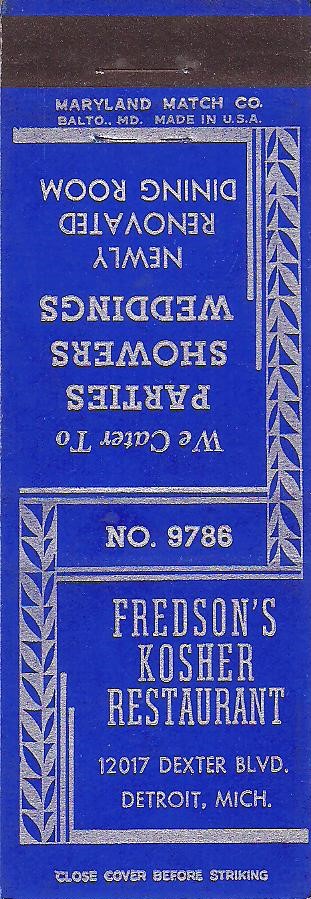 MARYLAND MATCH CO.
BALTO., MD. MADE IN U.S.A.
We Cater To
PARTIES
SHOWERS
WEDDINGS
NEWLY
RENOVATED
DINING ROOM
NO. 9786
FREDSON'S
KOSHER
RESTAURANT
12017 DEXTER BLVD.
DETROIT, MICH.
CLOSE COVER BEFORE STRIKING